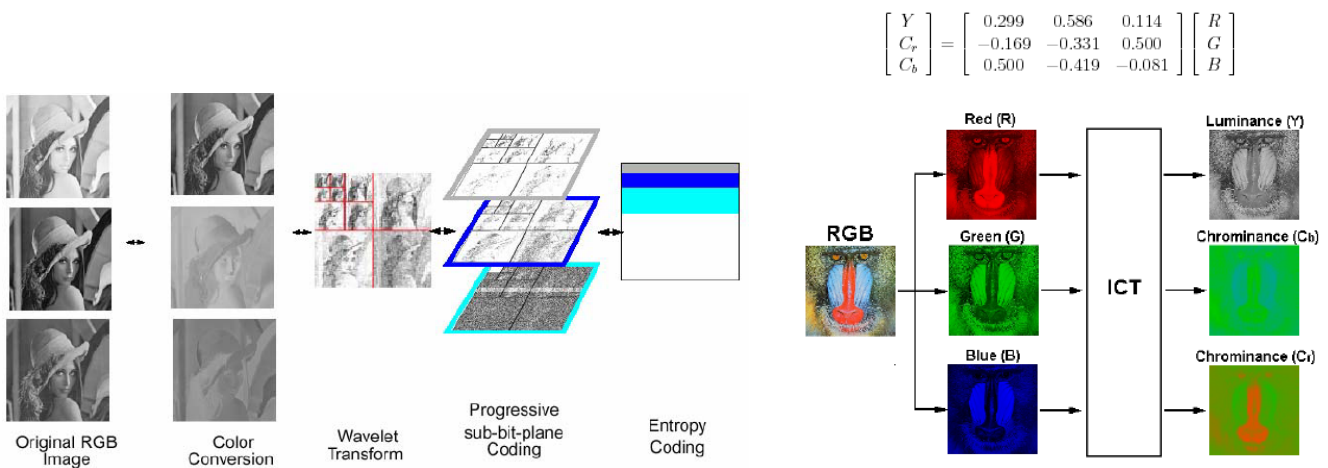 Original RGB
Image
Color
Conversion
Wavelet
Transform
Progressive
sub-bit-plane
Coding
Entropy
Coding
[ Y ] = [ 0.299 0.586 0.114 ] [ R ]
[ C_r ] = [ −0.169 −0.331 0.500 ] [ G ]
[ C_b ] = [ 0.500 −0.419 −0.081 ] [ B ]
RGB
Red (R)
Green (G)
Blue (B)
ICT
Luminance (Y)
Chrominance (Cb)
Chrominance (Cr)